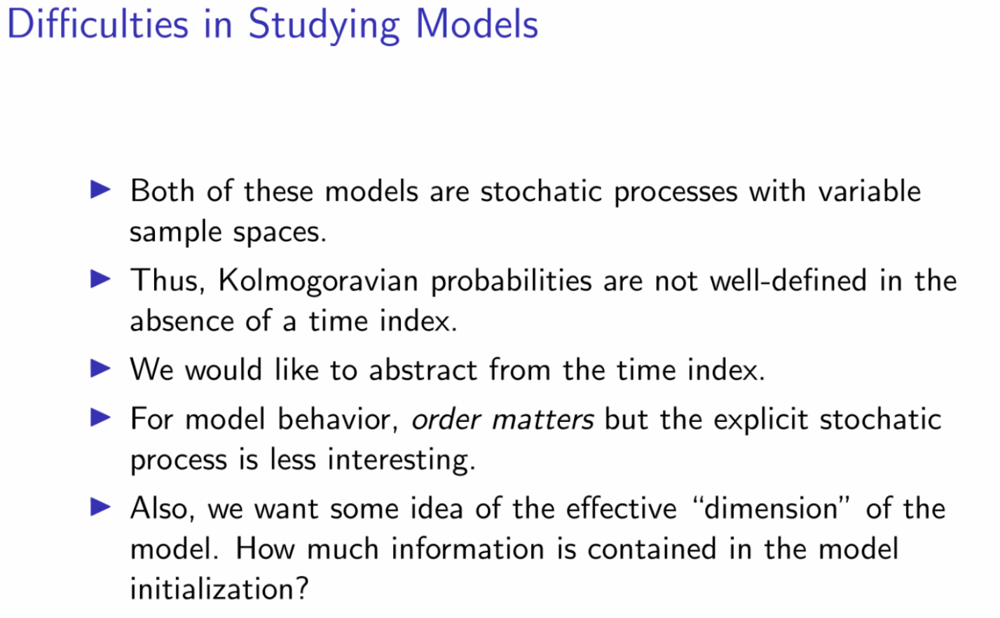 Difficulties in Studying Models
▶ Both of these models are stochatic processes with variable
sample spaces.
▶ Thus, Kolmogoravian probabilities are not well-defined in the
absence of a time index.
▶ We would like to abstract from the time index.
▶ For model behavior, order matters but the explicit stochastic
process is less interesting.
▶ Also, we want some idea of the effective “dimension” of the
model. How much information is contained in the model
initialization?